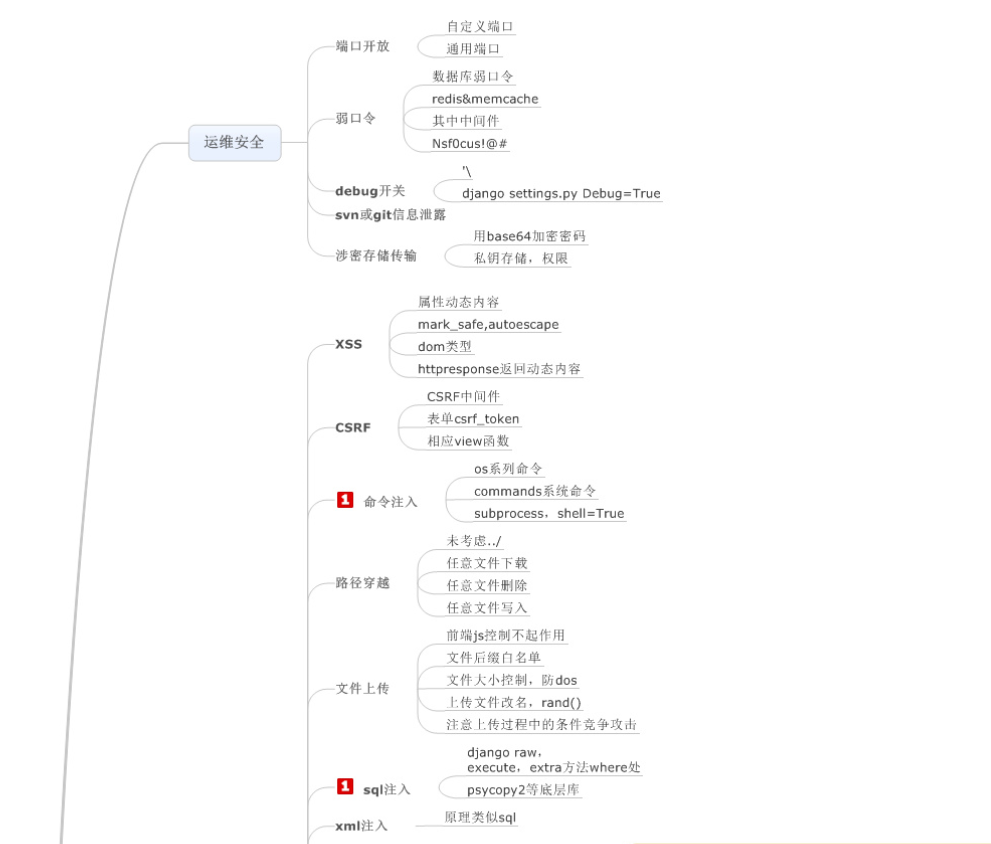 运维安全
端口开放
自定义端口
通用端口
弱口令
数据库弱口令
redis&memcache
其中中间件
Nsf0cus!@#
debug开关
'\
django settings.py Debug=True
svn或git信息泄露
涉密存储传输
用base64加密密码
私钥存储，权限
XSS
属性动态内容
mark_safe,autoescape
dom类型
httpresponse返回动态内容
CSRF
CSRF中间件
表单csrf_token
相应view函数
1 命令注入
os系列命令
commands系统命令
subprocess，shell=True
路径穿越
未考虑../
任意文件下载
任意文件删除
任意文件写入
文件上传
前端js控制不起作用
文件后缀白名单
文件大小控制，防dos
上传文件改名，rand()
注意上传过程中的条件竞争攻击
1 sql注入
django raw，
execute，extra方法where处
psycopy2等底层库
xml注入
原理类似sql